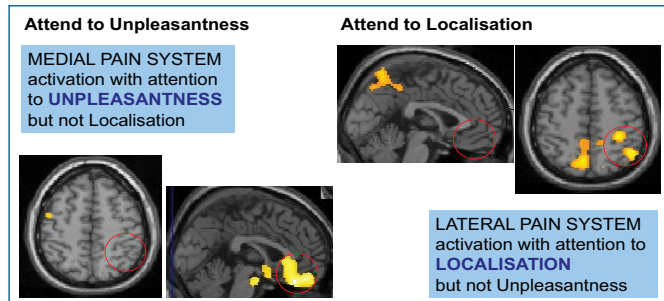 Attend to Unpleasantness
MEDIAL PAIN SYSTEM
activation with attention
to UNPLEASANTNESS
but not Localisation
Attend to Localisation
LATERAL PAIN SYSTEM
activation with attention to
LOCALISATION
but not Unpleasantness